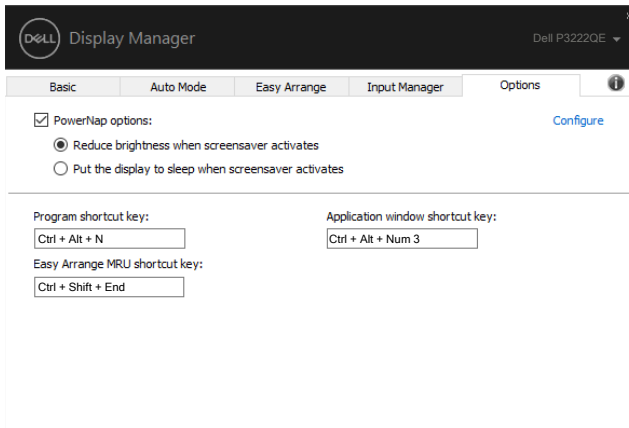 DELL Display Manager
Dell P3222QE
Basic Auto Mode Easy Arrange Input Manager Options
PowerNap options: Configure
Reduce brightness when screensaver activates
Put the display to sleep when screensaver activates
Program shortcut key: Application window shortcut key:
Ctrl + Alt + N Ctrl + Alt + Num 3
Easy Arrange MRU shortcut key:
Ctrl + Shift + End